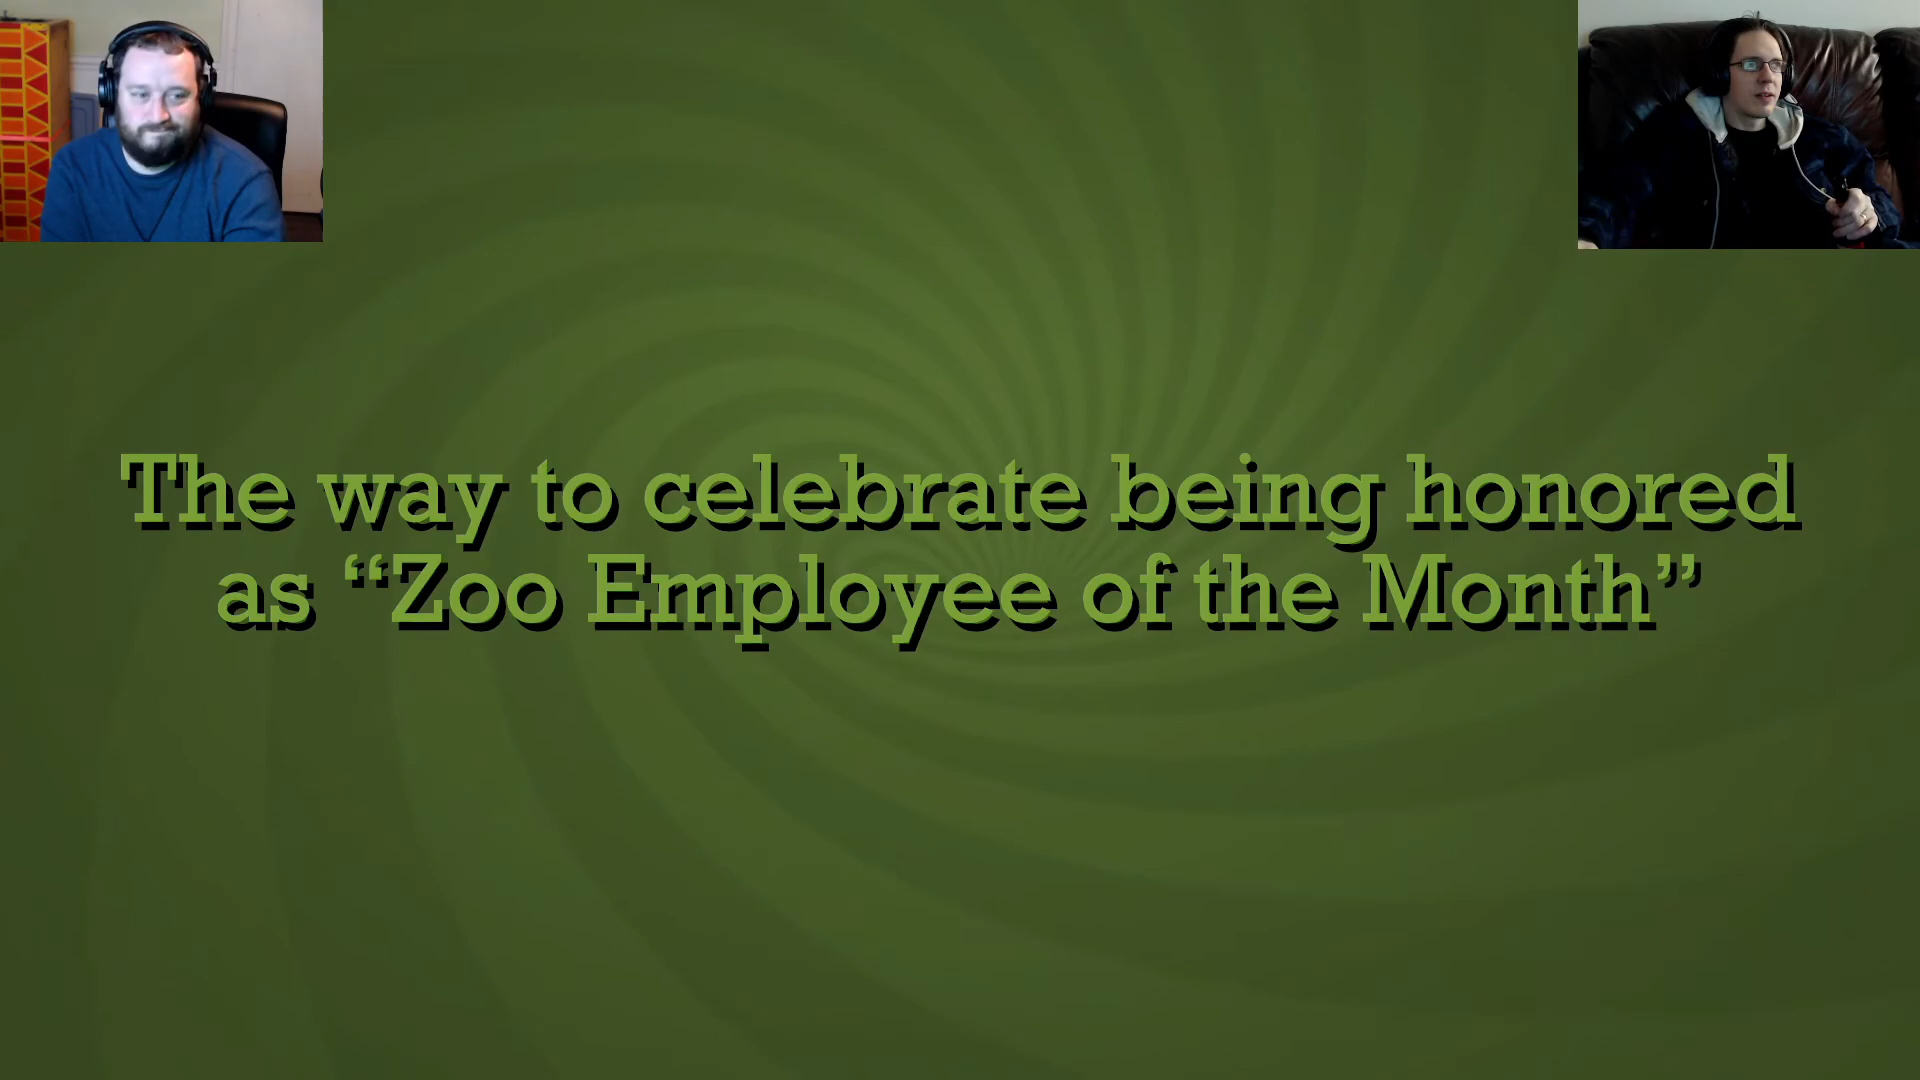 The way to celebrate being honored
as “Zoo Employee of the Month”